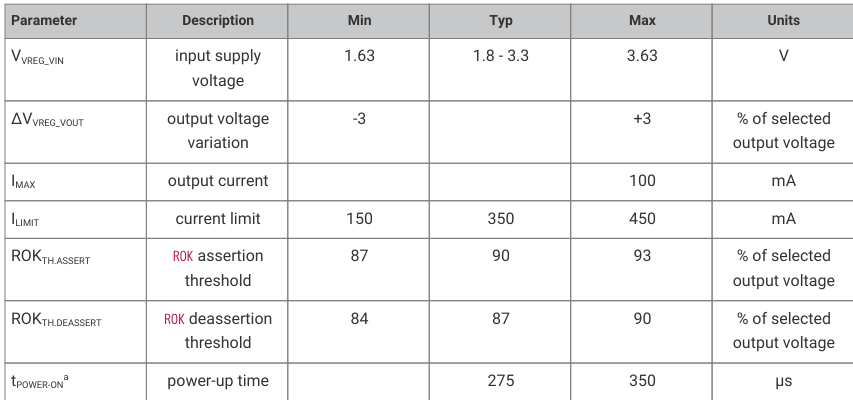 Parameter Description Min Typ Max Units
VVREG_VIN input supply voltage 1.63 1.8 - 3.3 3.63 V
ΔVVREG_VOUT output voltage variation -3 +3 % of selected output voltage
IMAX output current 100 mA
ILIMIT current limit 150 350 450 mA
ROKTH.ASSERT ROK assertion threshold 87 90 93 % of selected output voltage
ROKTH.DEASSERT ROK deassertion threshold 84 87 90 % of selected output voltage
tPOWER-ONa power-up time 275 350 μs